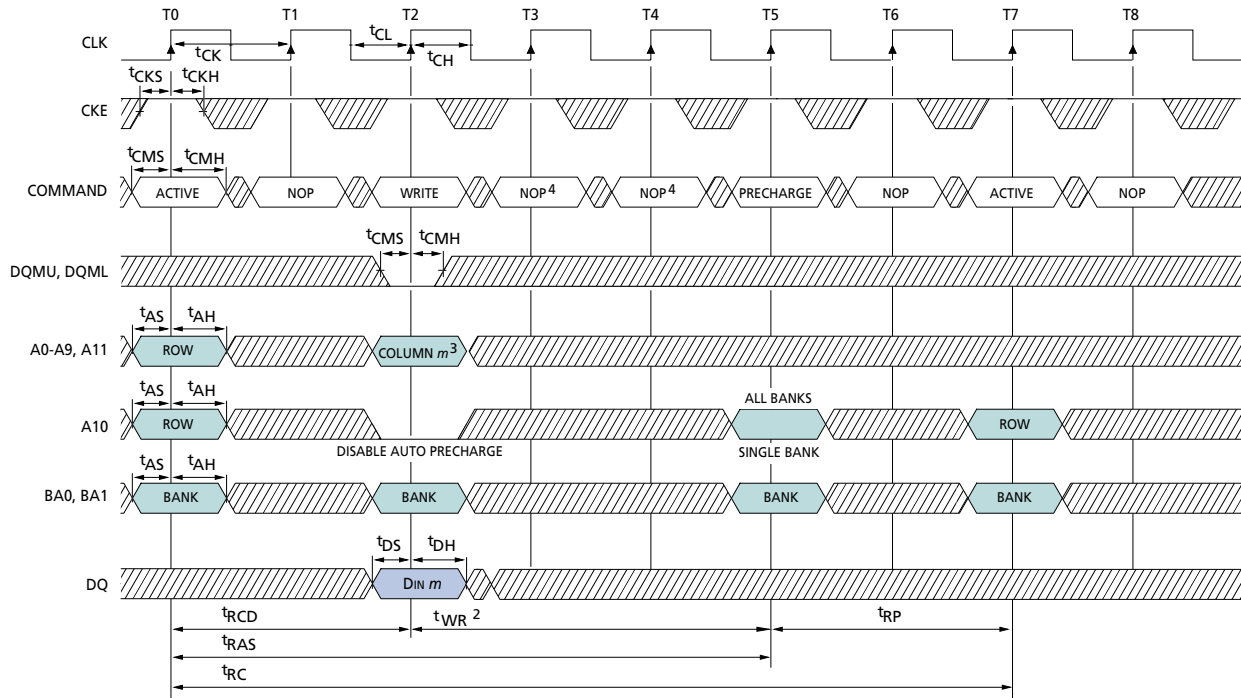 T0 T1 T2 T3 T4 T5 T6 T7 T8
CLK
tCK tCL tCH
tCKS tCKH
CKE
tCMS tCMH
COMMAND ACTIVE NOP WRITE NOP4 NOP4 PRECHARGE NOP ACTIVE NOP
tCMS tCMH
DQMU, DQML
tAS tAH
A0-A9, A11 ROW COLUMN m3
tAS tAH ALL BANKS
A10 ROW ROW
DISABLE AUTO PRECHARGE SINGLE BANK
tAS tAH
BA0, BA1 BANK BANK BANK BANK
tDS tDH
DQ DIN m
tRCD tWR 2 tRP
tRAS
tRC